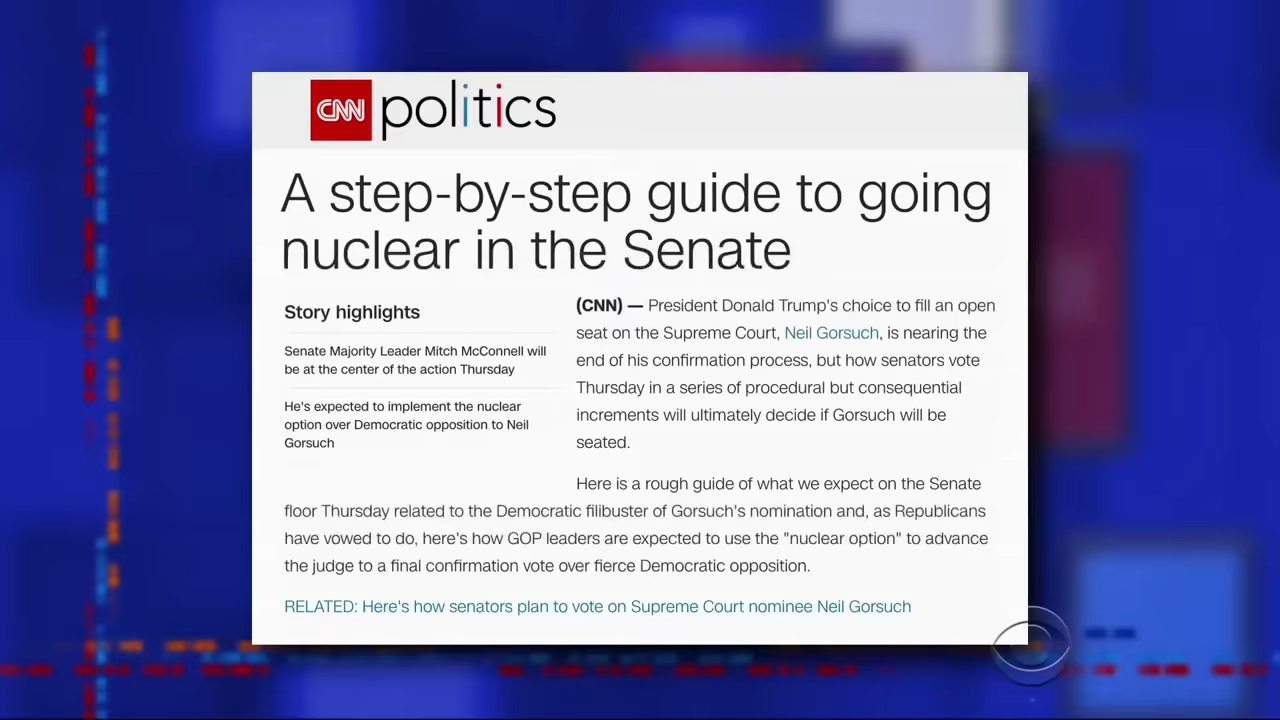 CNN politics
A step-by-step guide to going
nuclear in the Senate
Story highlights
Senate Majority Leader Mitch McConnell will
be at the center of the action Thursday
He's expected to implement the nuclear
option over Democratic opposition to Neil
Gorsuch
(CNN) — President Donald Trump's choice to fill an open
seat on the Supreme Court, Neil Gorsuch, is nearing the
end of his confirmation process, but how senators vote
Thursday in a series of procedural but consequential
increments will ultimately decide if Gorsuch will be
seated.
Here is a rough guide of what we expect on the Senate
floor Thursday related to the Democratic filibuster of Gorsuch's nomination and, as Republicans
have vowed to do, here's how GOP leaders are expected to use the "nuclear option" to advance
the judge to a final confirmation vote over fierce Democratic opposition.
RELATED: Here's how senators plan to vote on Supreme Court nominee Neil Gorsuch